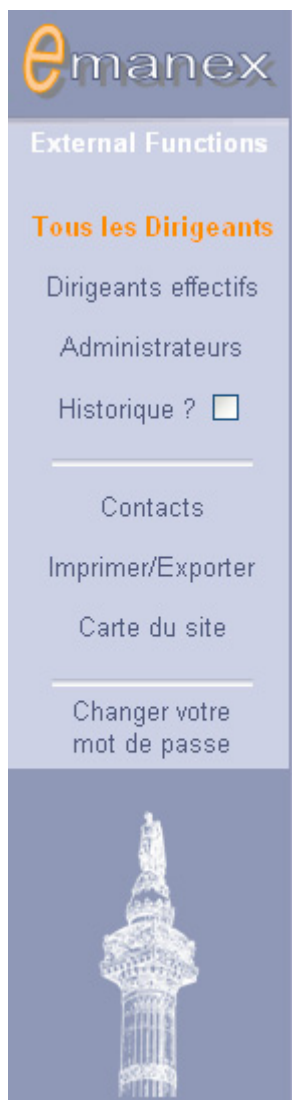 emanex
External Functions
Tous les Dirigeants
Dirigeants effectifs
Administrateurs
Historique ?
Contacts
Imprimer/Exporter
Carte du site
Changer votre
mot de passe